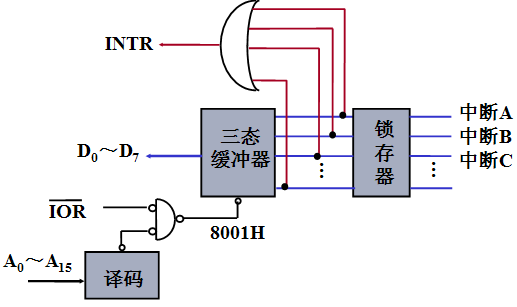 INTR
中断A
三态
缓冲器
锁存器
中断B
D₀～D₇
中断C
⋮
⋮
IOR
8001H
A₀～A₁₅
译码